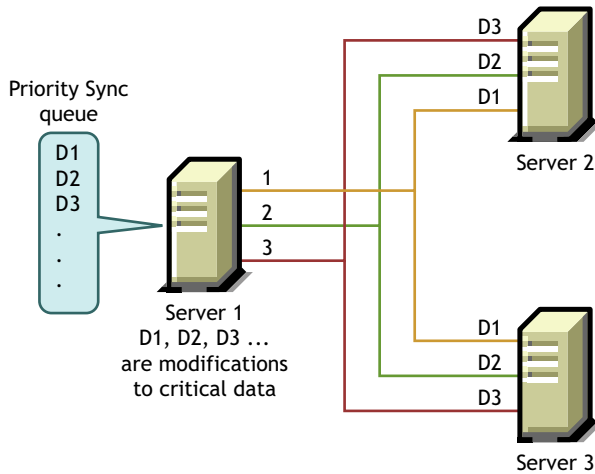 Priority Sync
queue
D1
D2
D3
.
.
.
1
2
3
Server 1
D1, D2, D3 ...
are modifications
to critical data
D3
D2
D1
Server 2
D1
D2
D3
Server 3